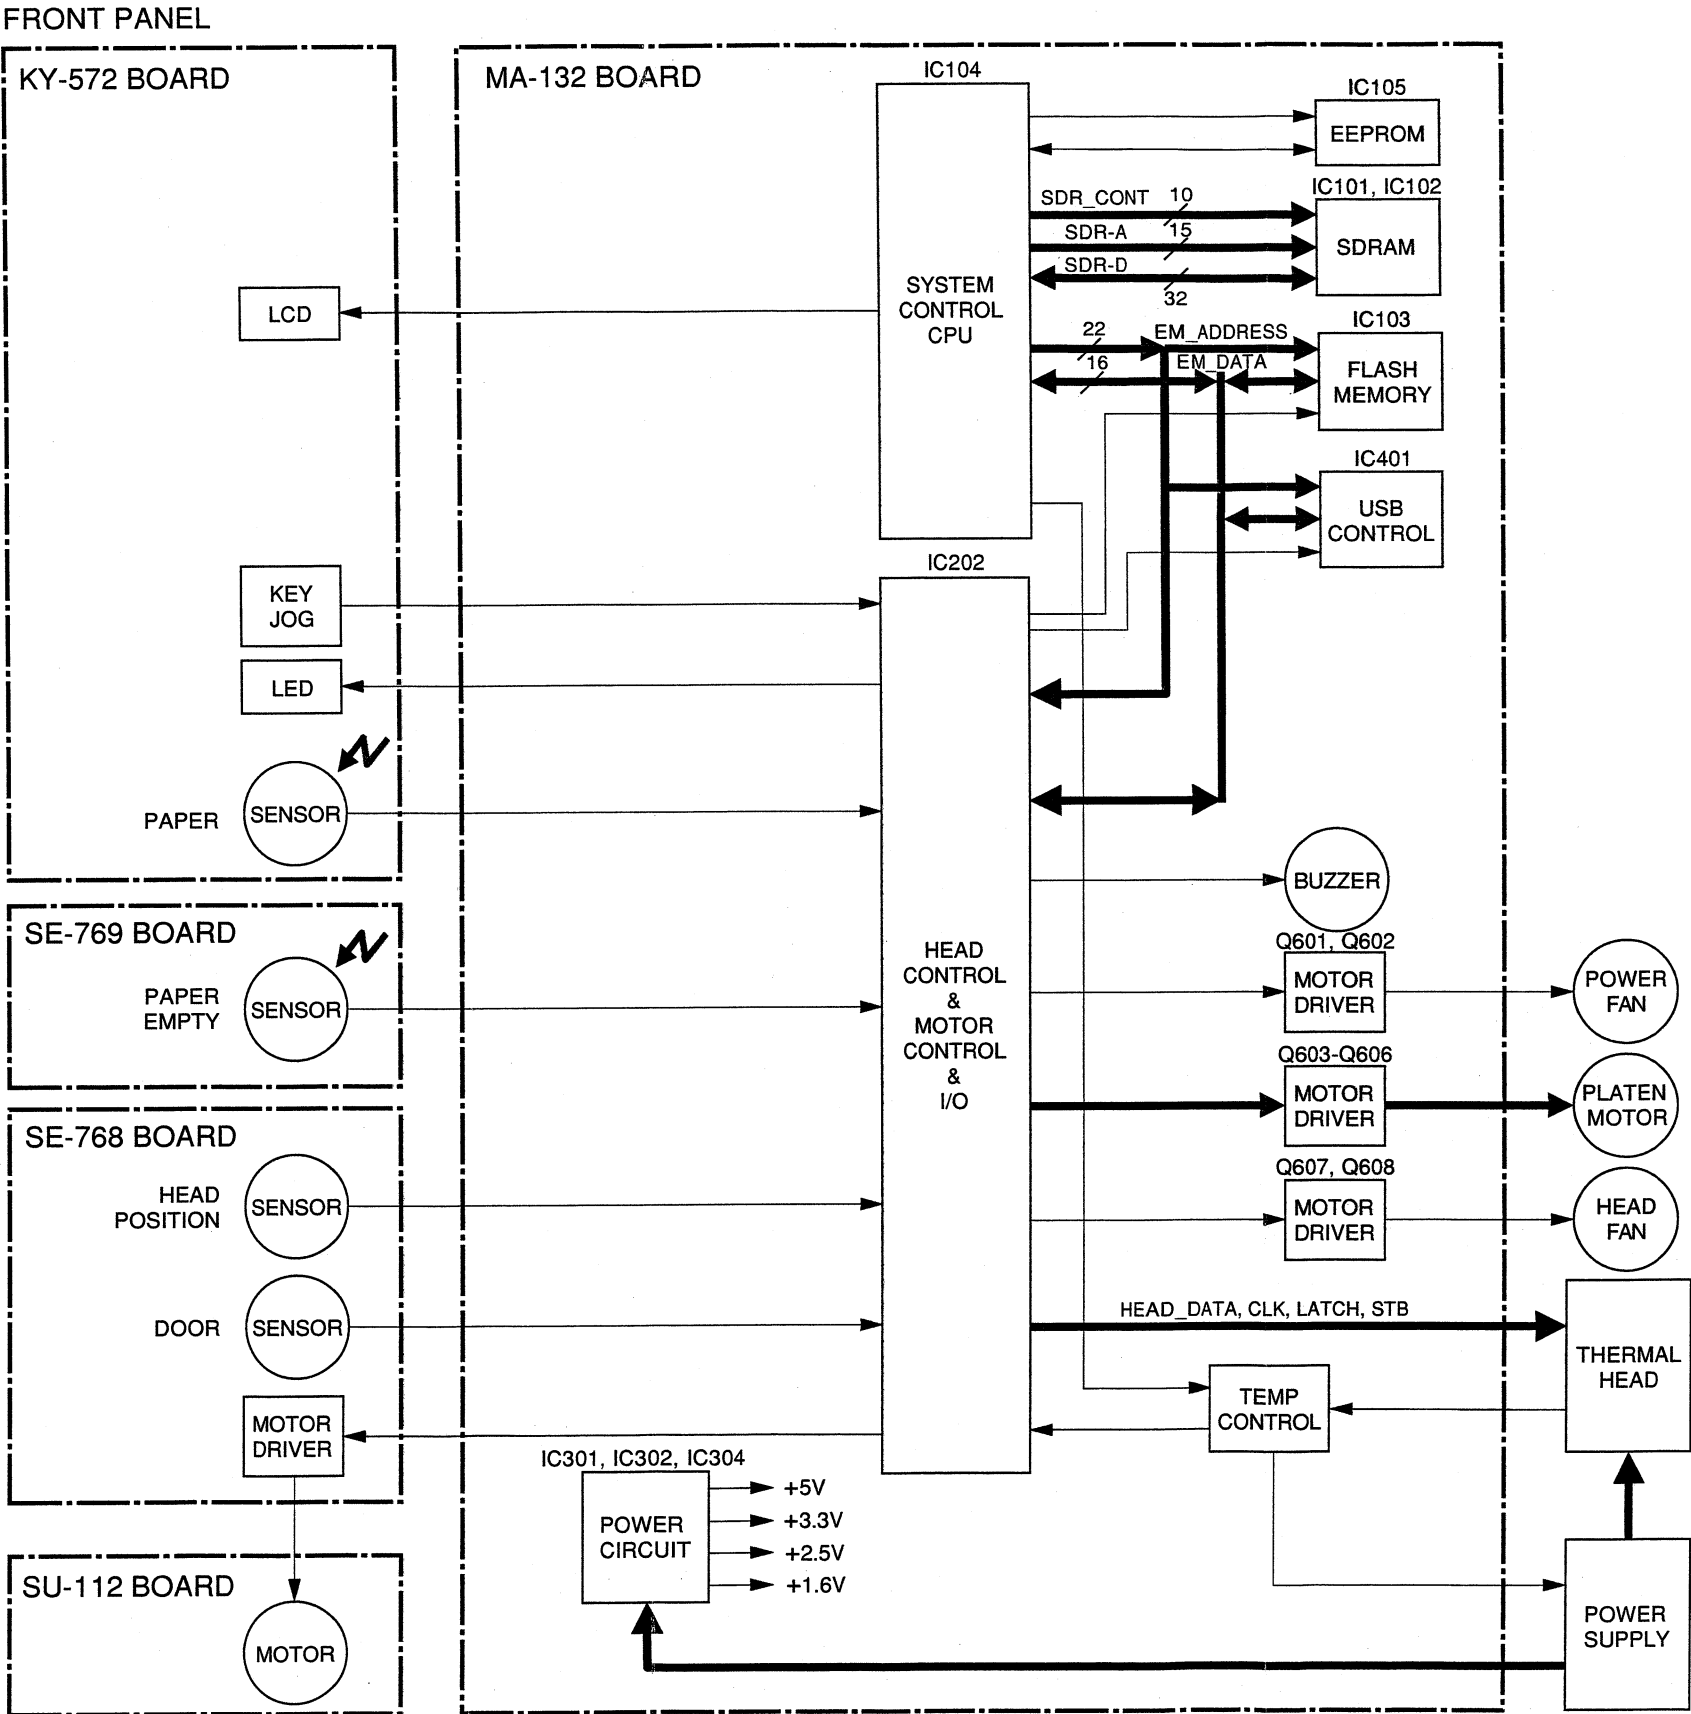 FRONT PANEL
KY-572 BOARD
LCD
KEY
JOG
LED
PAPER
SENSOR
SE-769 BOARD
PAPER
EMPTY
SENSOR
SE-768 BOARD
HEAD
POSITION
SENSOR
DOOR
SENSOR
MOTOR
DRIVER
SU-112 BOARD
MOTOR
MA-132 BOARD
IC104
SYSTEM
CONTROL
CPU
IC105
EEPROM
IC101, IC102
SDR_CONT 10
SDR-A 15
SDR-D
32
SDRAM
IC103
22 EM_ADDRESS
16 EM_DATA
FLASH
MEMORY
IC401
USB
CONTROL
IC202
HEAD
CONTROL
&
MOTOR
CONTROL
&
I/O
BUZZER
Q601, Q602
MOTOR
DRIVER
POWER
FAN
Q603-Q606
MOTOR
DRIVER
PLATEN
MOTOR
Q607, Q608
MOTOR
DRIVER
HEAD
FAN
HEAD_DATA, CLK, LATCH, STB
THERMAL
HEAD
TEMP
CONTROL
IC301, IC302, IC304
POWER
CIRCUIT
+5V
+3.3V
+2.5V
+1.6V
POWER
SUPPLY